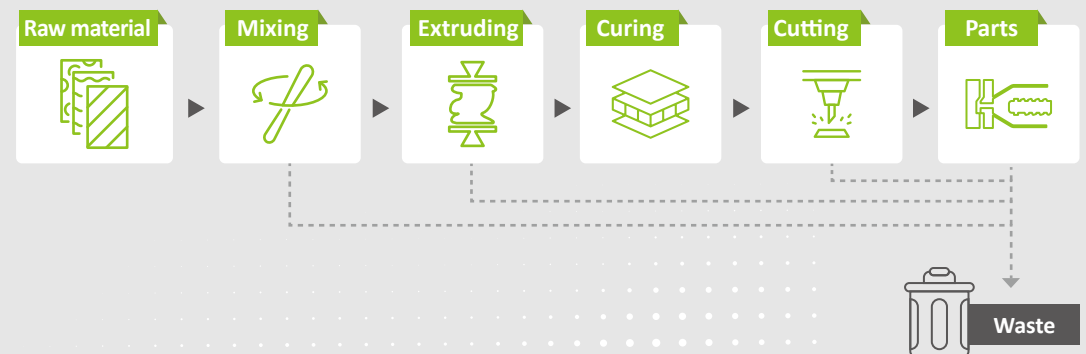 Raw material
Mixing
Extruding
Curing
Cutting
Parts
Waste